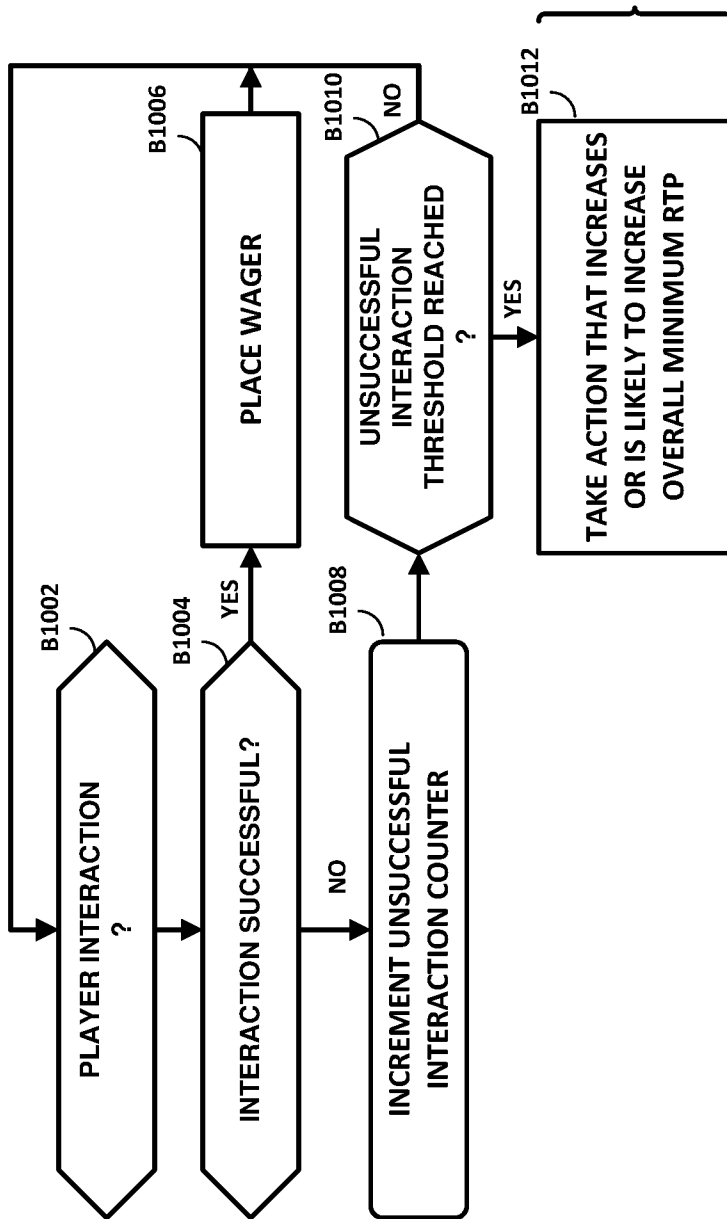 B1002
PLAYER INTERACTION
?
B1004
INTERACTION SUCCESSFUL?
YES
B1006
PLACE WAGER
NO
B1008
INCREMENT UNSUCCESSFUL
INTERACTION COUNTER
B1010
UNSUCCESSFUL
INTERACTION
THRESHOLD REACHED
?
NO
YES
B1012
TAKE ACTION THAT INCREASES
OR IS LIKELY TO INCREASE
OVERALL MINIMUM RTP